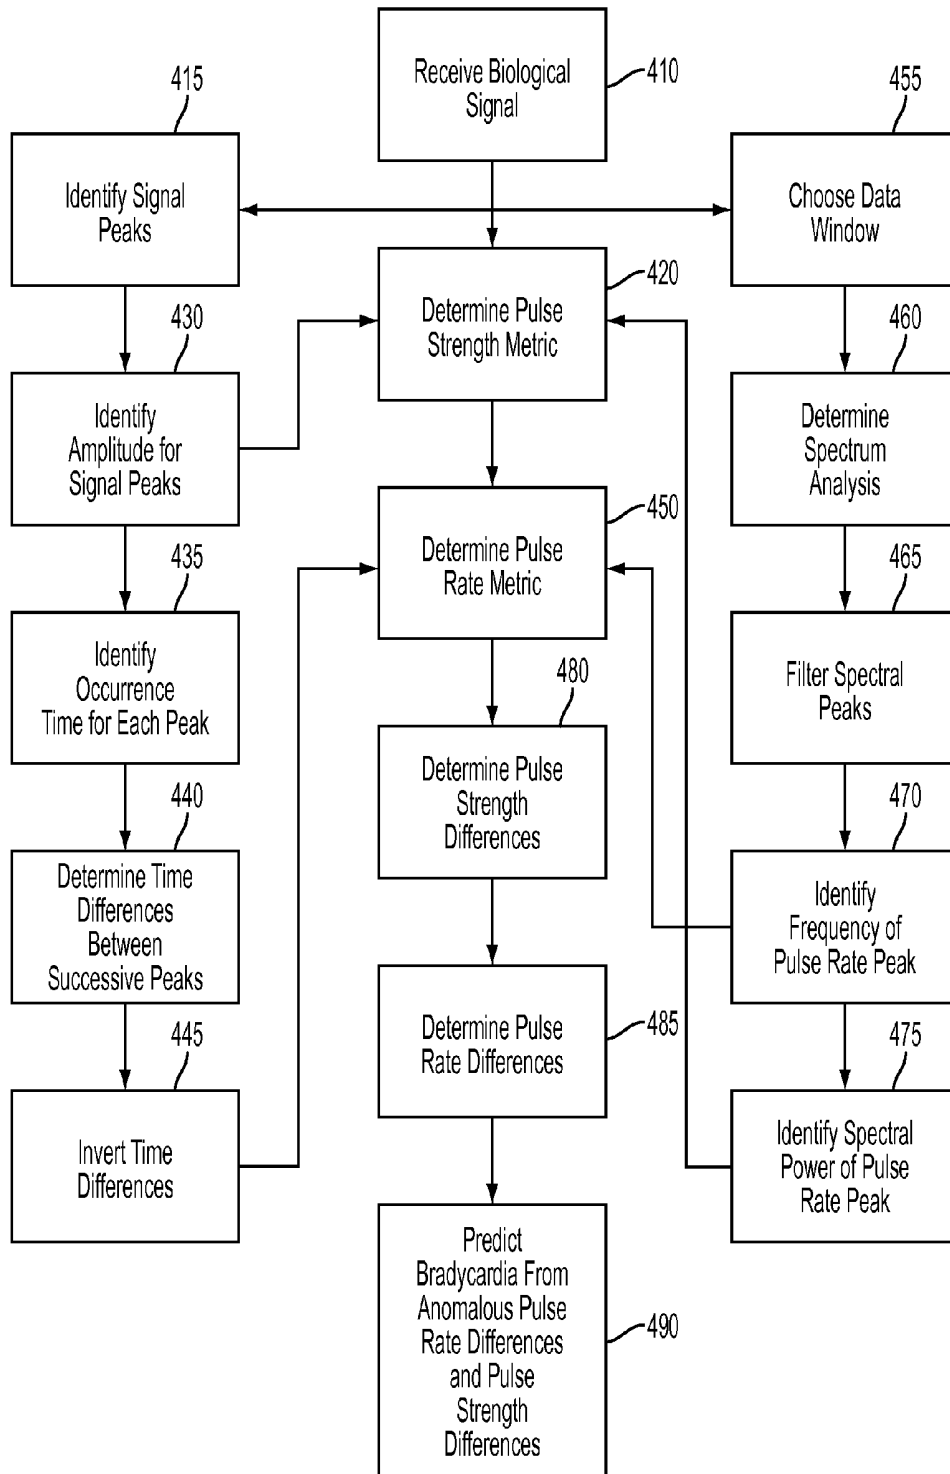 410
Receive Biological
Signal
415
Identify Signal
Peaks
455
Choose Data
Window
420
Determine Pulse
Strength Metric
430
Identify
Amplitude for
Signal Peaks
460
Determine
Spectrum
Analysis
450
Determine Pulse
Rate Metric
435
Identify
Occurrence
Time for Each Peak
465
Filter Spectral
Peaks
480
Determine Pulse
Strength
Differences
440
Determine Time
Differences
Between
Successive Peaks
470
Identify
Frequency of
Pulse Rate Peak
485
Determine Pulse
Rate Differences
445
Invert Time
Differences
475
Identify Spectral
Power of Pulse
Rate Peak
490
Predict
Bradycardia From
Anomalous Pulse
Rate Differences
and Pulse
Strength
Differences